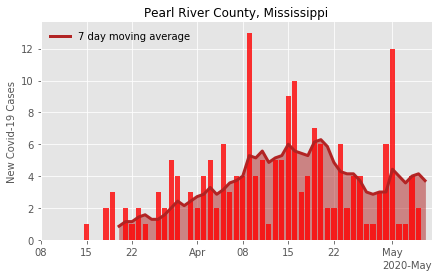 Pearl River County, Mississippi
7 day moving average
New Covid-19 Cases
12
10
8
6
4
2
0
08 15 22 Apr 08 15 22 May
2020-May